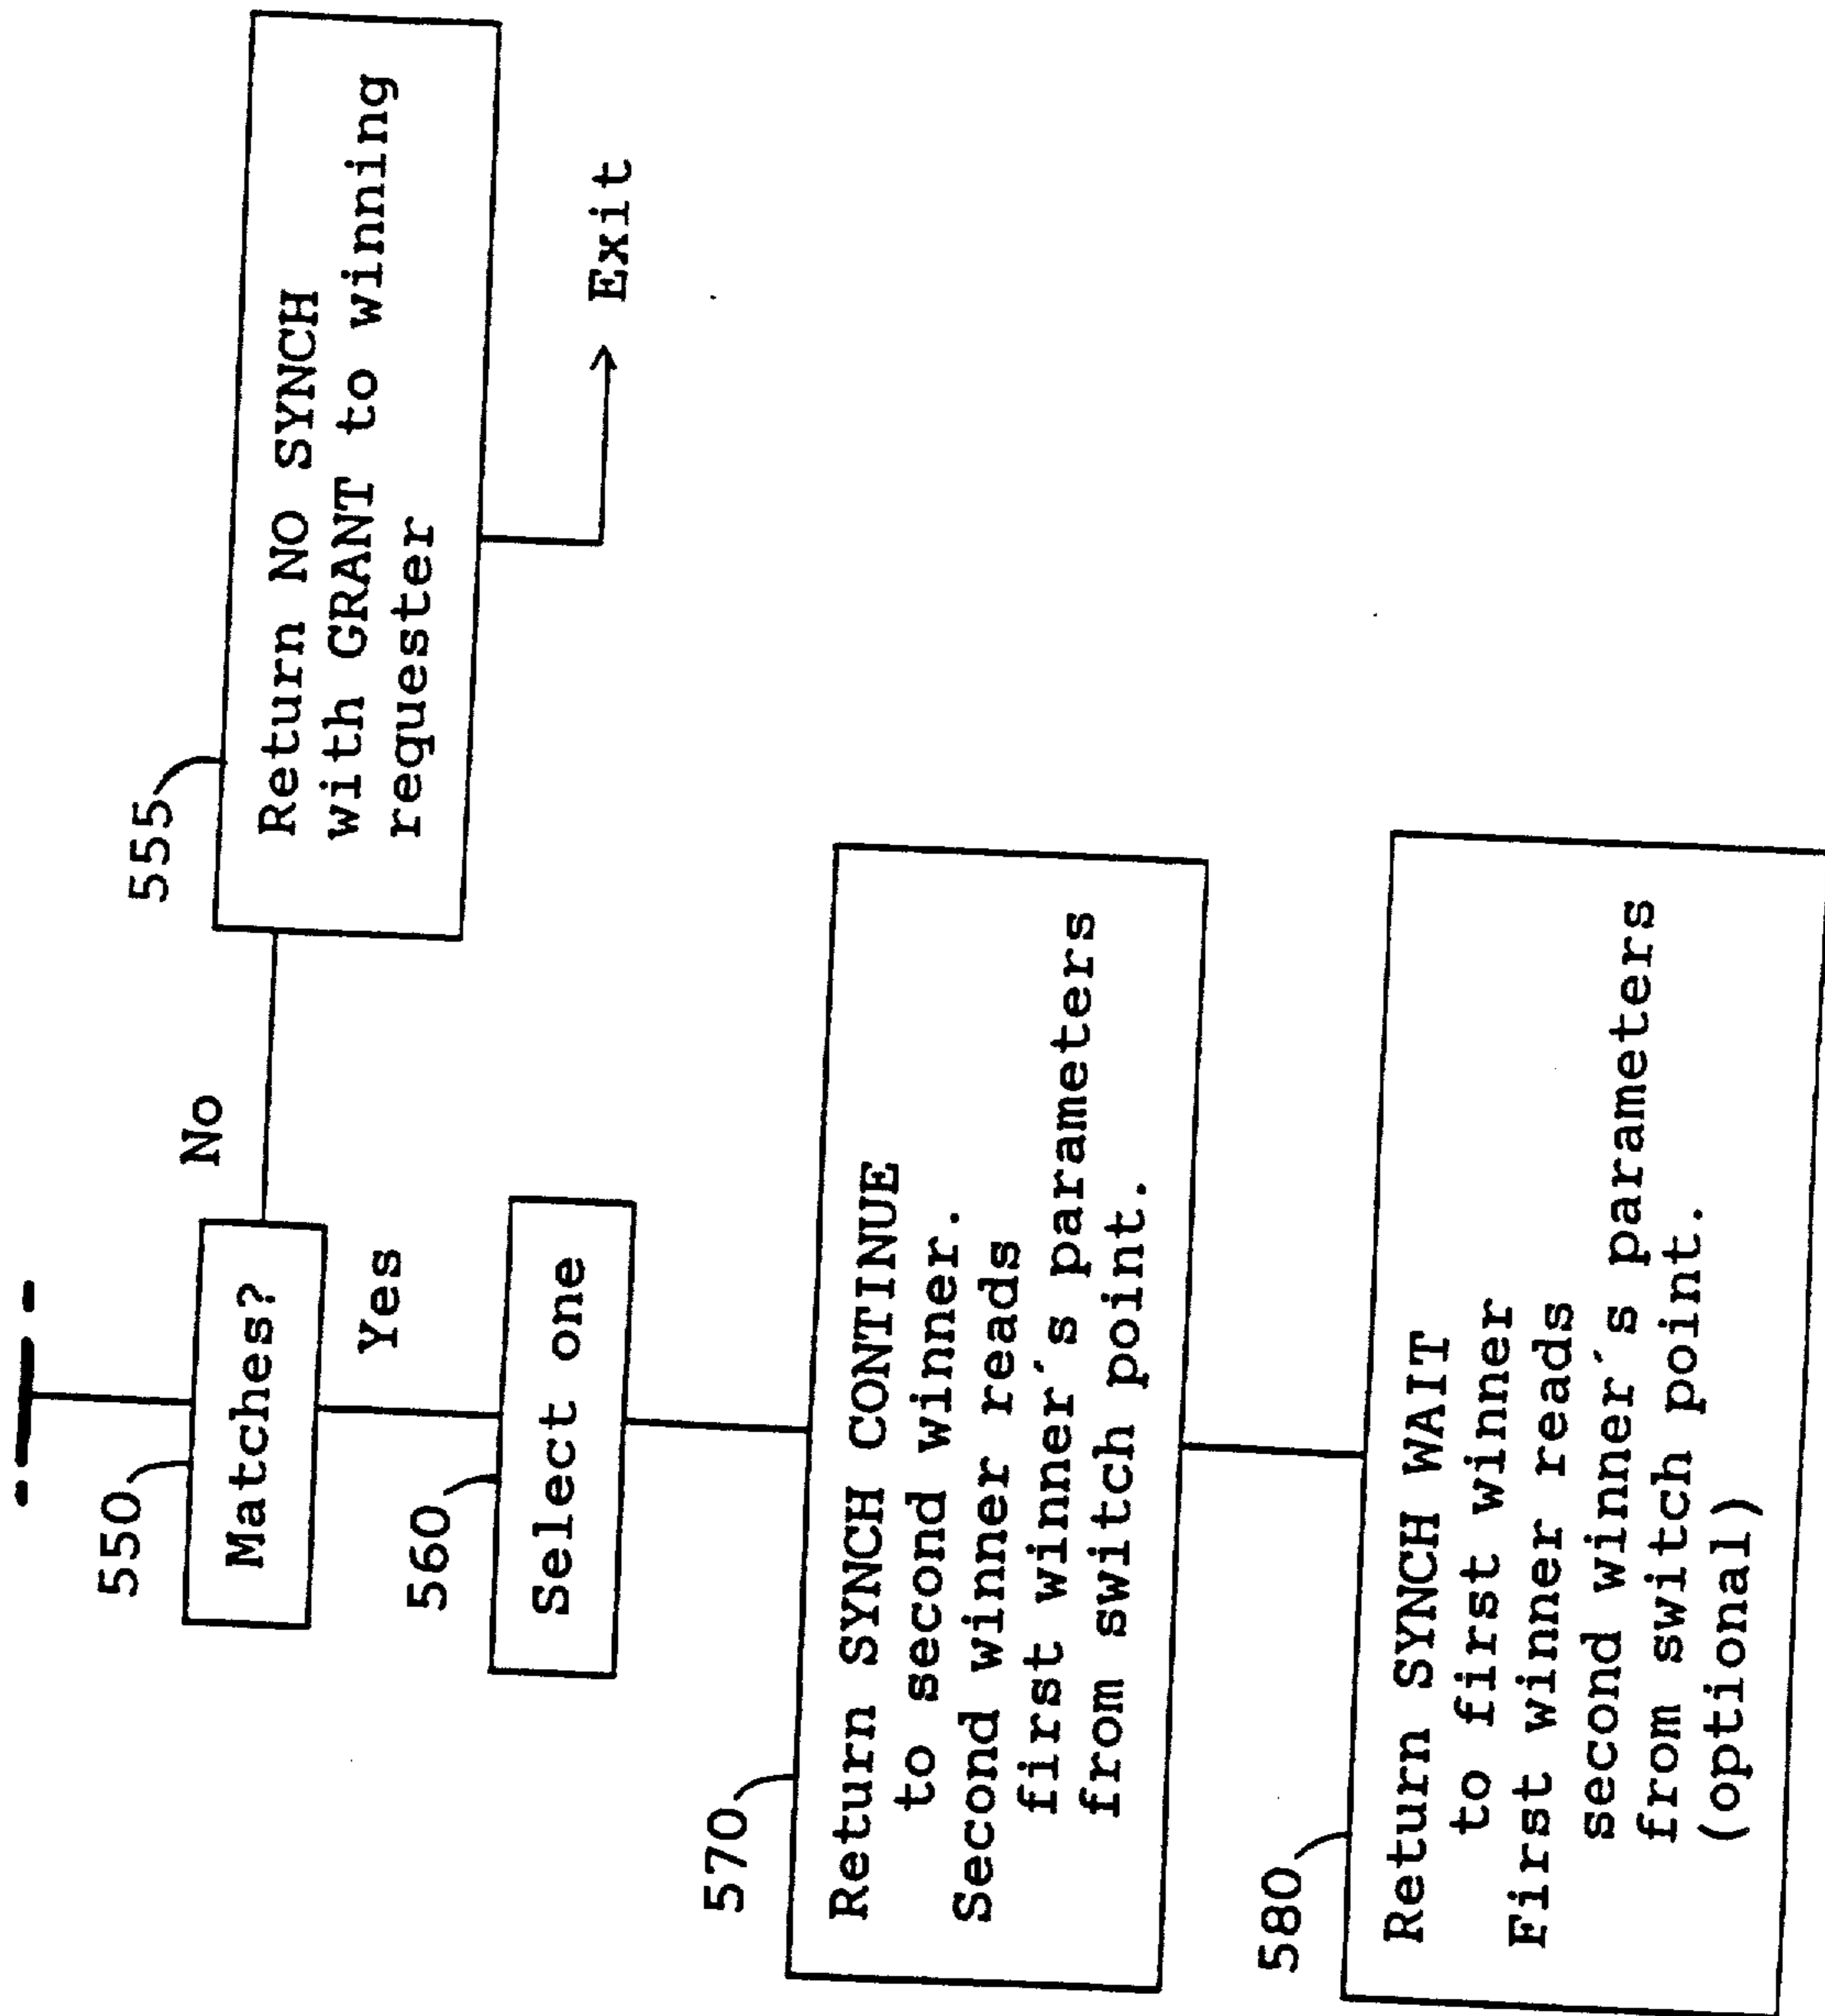 550
Matches?
No
555
Return NO SYNCH
with GRANT to winning
requester
Exit
Yes
560
Select one
570
Return SYNCH CONTINUE
to second winner.
Second winner reads
first winner´s parameters
from switch point.
580
Return SYNCH WAIT
to first winner
First winner reads
second winner´s parameters
from switch point.
(optional)